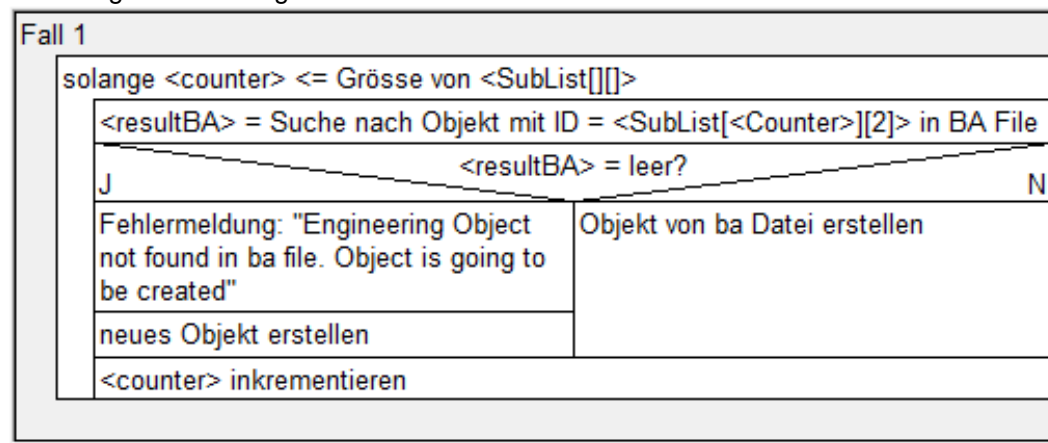 Fall 1
solange <counter> <= Grösse von <SubList[][]>
<resultBA> = Suche nach Objekt mit ID = <SubList[<Counter>][2]> in BA File
<resultBA> = leer?
J
N
Fehlermeldung: "Engineering Object
not found in ba file. Object is going to
be created"
Objekt von ba Datei erstellen
neues Objekt erstellen
<counter> inkrementieren